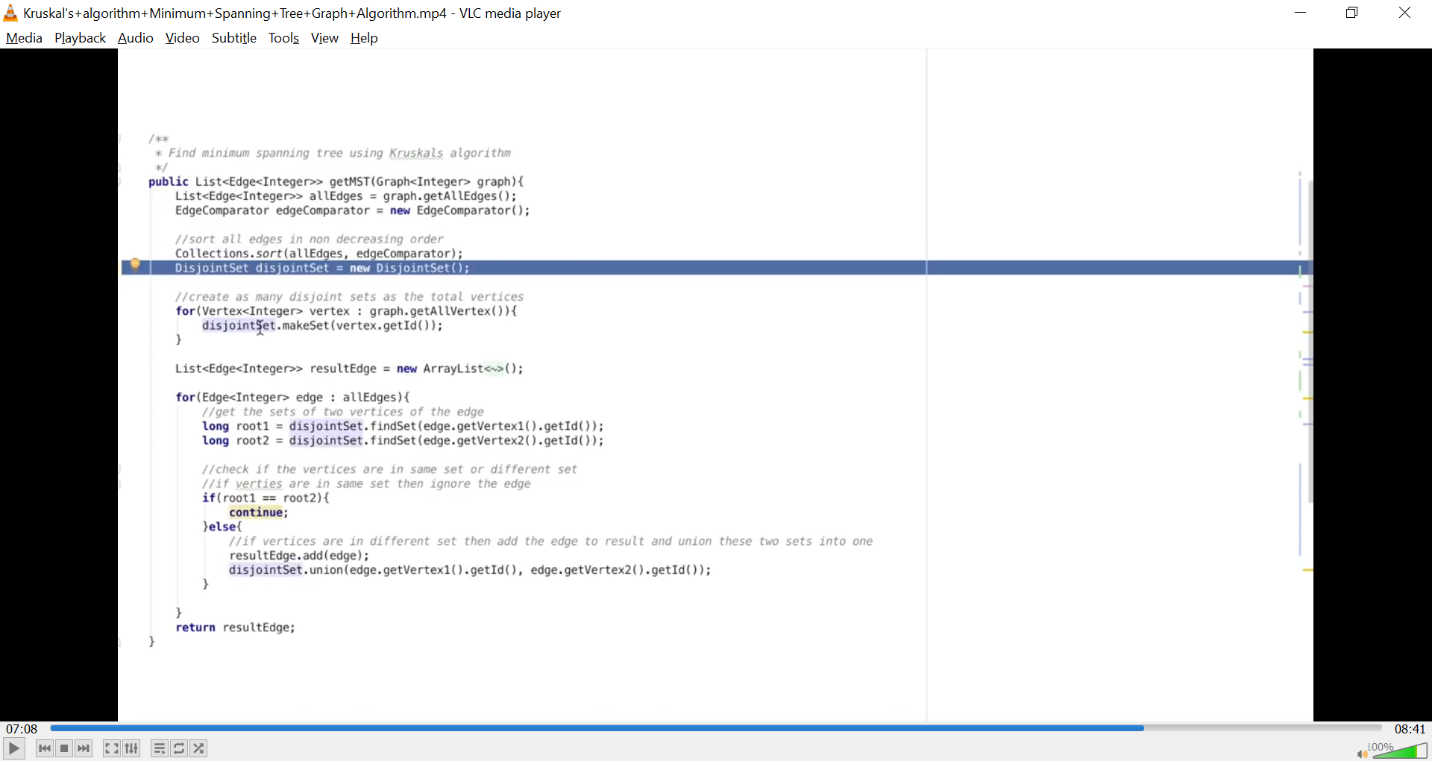 Kruskal's+algorithm+Minimum+Spanning+Tree+Graph+Algorithm.mp4 - VLC media player
Media Playback Audio Video Subtitle Tools View Help
/**
* Find minimum spanning tree using Kruskals algorithm
*/
public List<Edge<Integer>> getMST(Graph<Integer> graph){
List<Edge<Integer>> allEdges = graph.getAllEdges();
EdgeComparator edgeComparator = new EdgeComparator();
//sort all edges in non decreasing order
Collections.sort(allEdges, edgeComparator);
DisjointSet disjointSet = new DisjointSet();
//create as many disjoint sets as the total vertices
for(Vertex<Integer> vertex : graph.getAllVertex()){
disjointSet.makeSet(vertex.getId());
}
List<Edge<Integer>> resultEdge = new ArrayList<~>();
for(Edge<Integer> edge : allEdges){
//get the sets of two vertices of the edge
long root1 = disjointSet.findSet(edge.getVertex1().getId());
long root2 = disjointSet.findSet(edge.getVertex2().getId());
//check if the vertices are in same set or different set
//if verties are in same set then ignore the edge
if(root1 == root2){
continue;
}else{
//if vertices are in different set then add the edge to result and union these two sets into one
resultEdge.add(edge);
disjointSet.union(edge.getVertex1().getId(), edge.getVertex2().getId());
}
}
return resultEdge;
}
07:08 08:41
100%